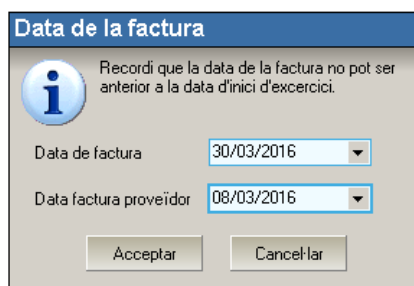 Data de la factura
Recordi que la data de la factura no pot ser
anterior a la data d'inici d'excercici.
Data de factura 30/03/2016
Data factura proveïdor 08/03/2016
Acceptar Cancel·lar